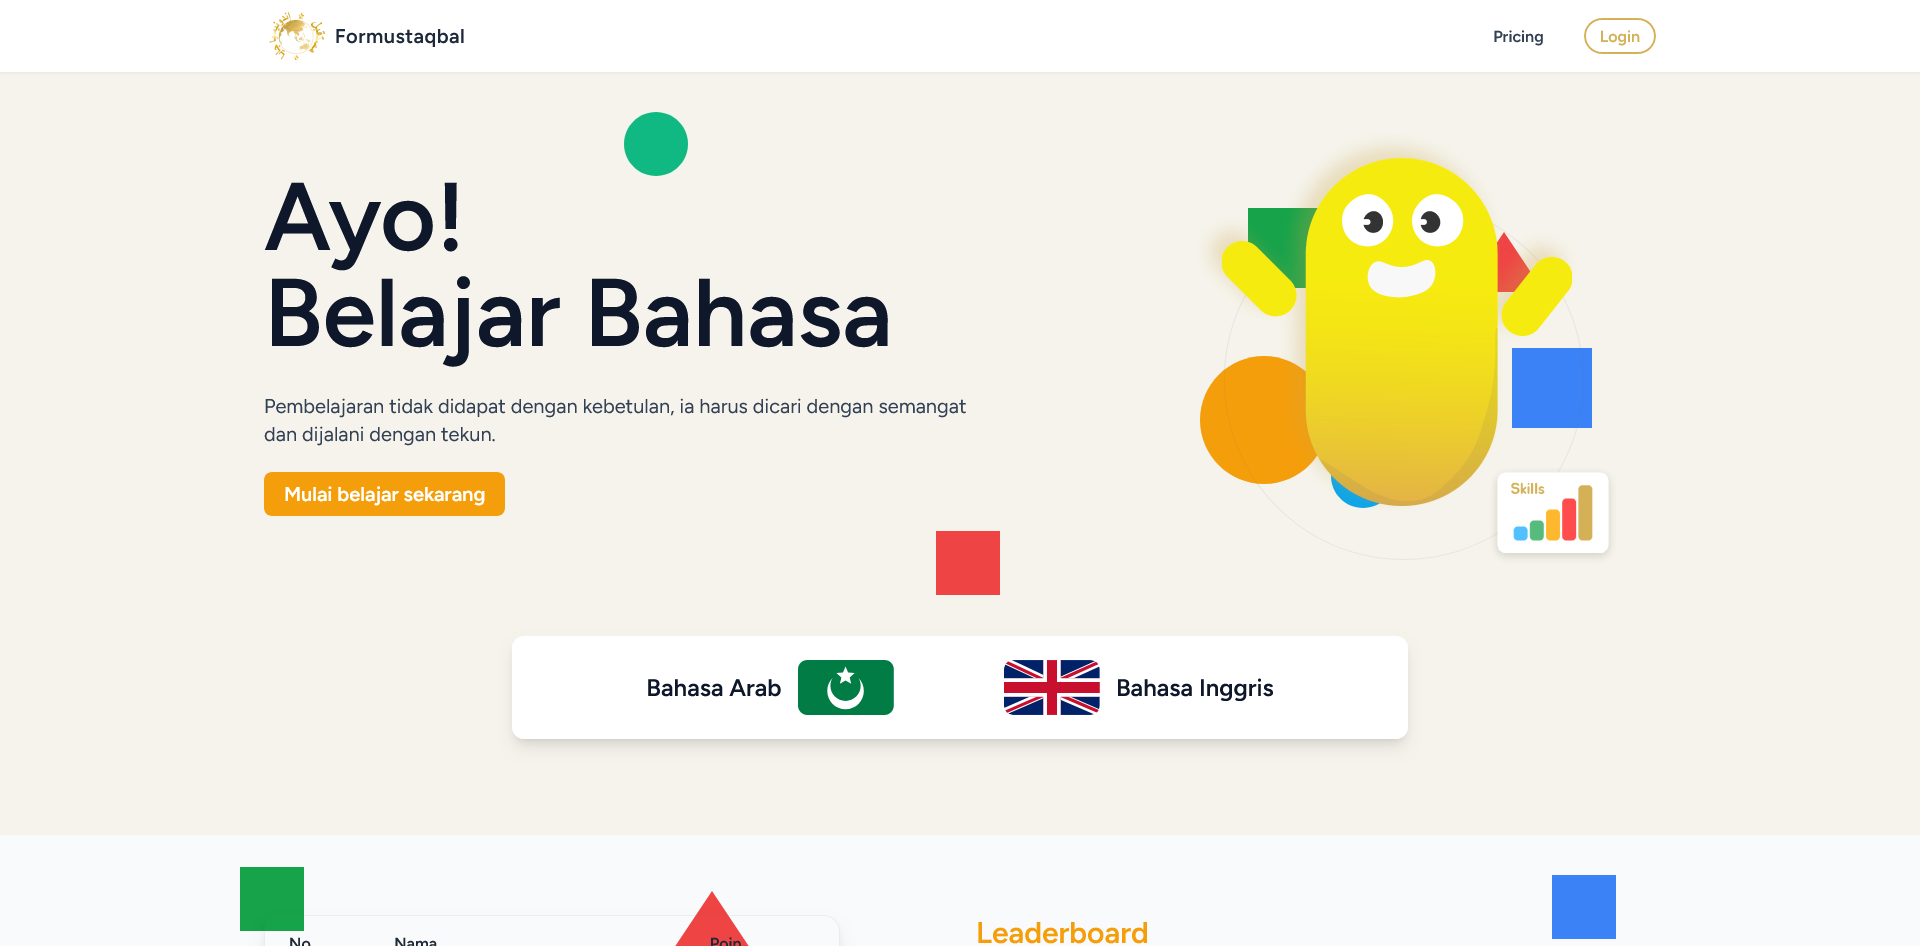 Formustaqbal
Pricing
Login
Ayo!
Belajar Bahasa
Pembelajaran tidak didapat dengan kebetulan, ia harus dicari dengan semangat
dan dijalani dengan tekun.
Mulai belajar sekarang
Skills
Bahasa Arab
Bahasa Inggris
No
Nama
Poin
Leaderboard